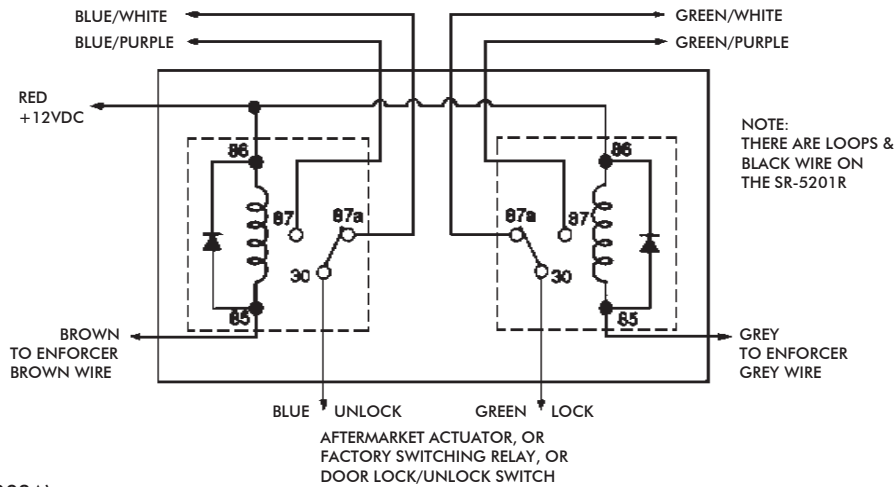 BLUE/WHITE
BLUE/PURPLE
GREEN/WHITE
GREEN/PURPLE
RED
+12VDC
NOTE:
THERE ARE LOOPS &
BLACK WIRE ON
THE SR-5201R
86
87
87a
30
85
86
87a
87
30
85
BROWN
TO ENFORCER
BROWN WIRE
GREY
TO ENFORCER
GREY WIRE
BLUE UNLOCK
GREEN LOCK
AFTERMARKET ACTUATOR, OR
FACTORY SWITCHING RELAY, OR
DOOR LOCK/UNLOCK SWITCH